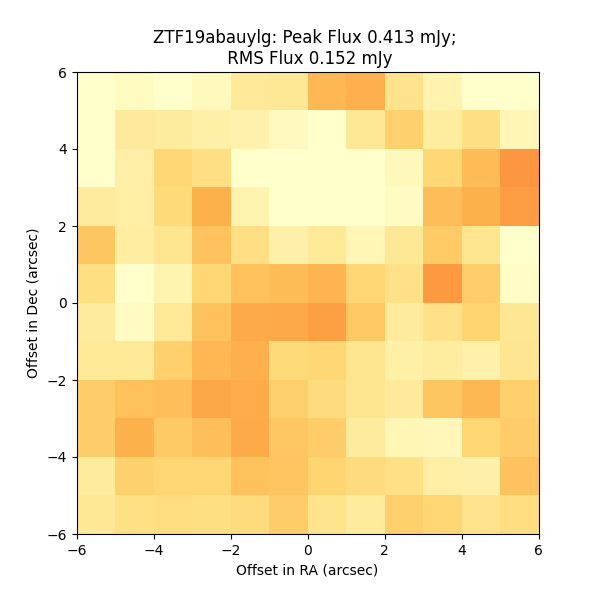 ZTF19abauylg: Peak Flux 0.413 mJy;
RMS Flux 0.152 mJy
6
4
2
0
−2
−4
−6
Offset in Dec (arcsec)
−6 −4 −2 0 2 4 6
Offset in RA (arcsec)